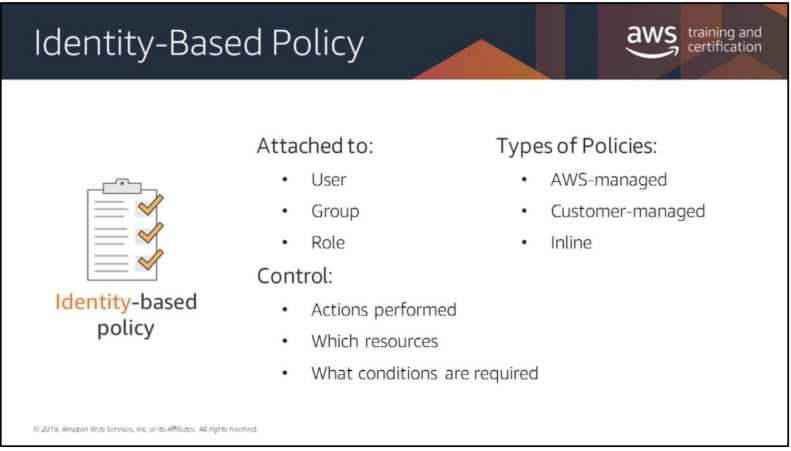 Identity-Based Policy
aws training and certification
Attached to:
• User
• Group
• Role
Control:
• Actions performed
• Which resources
• What conditions are required
Types of Policies:
• AWS-managed
• Customer-managed
• Inline
Identity-based
policy
© 2019, Amazon Web Services, Inc. or its Affiliates. All rights reserved.